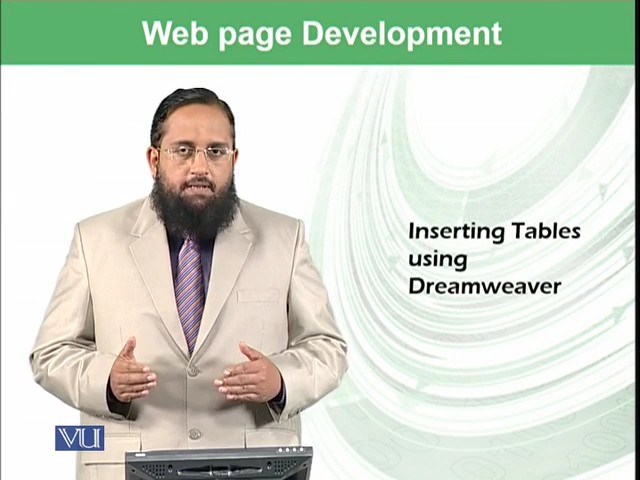 Web page Development
Inserting Tables
using
Dreamweaver
VU